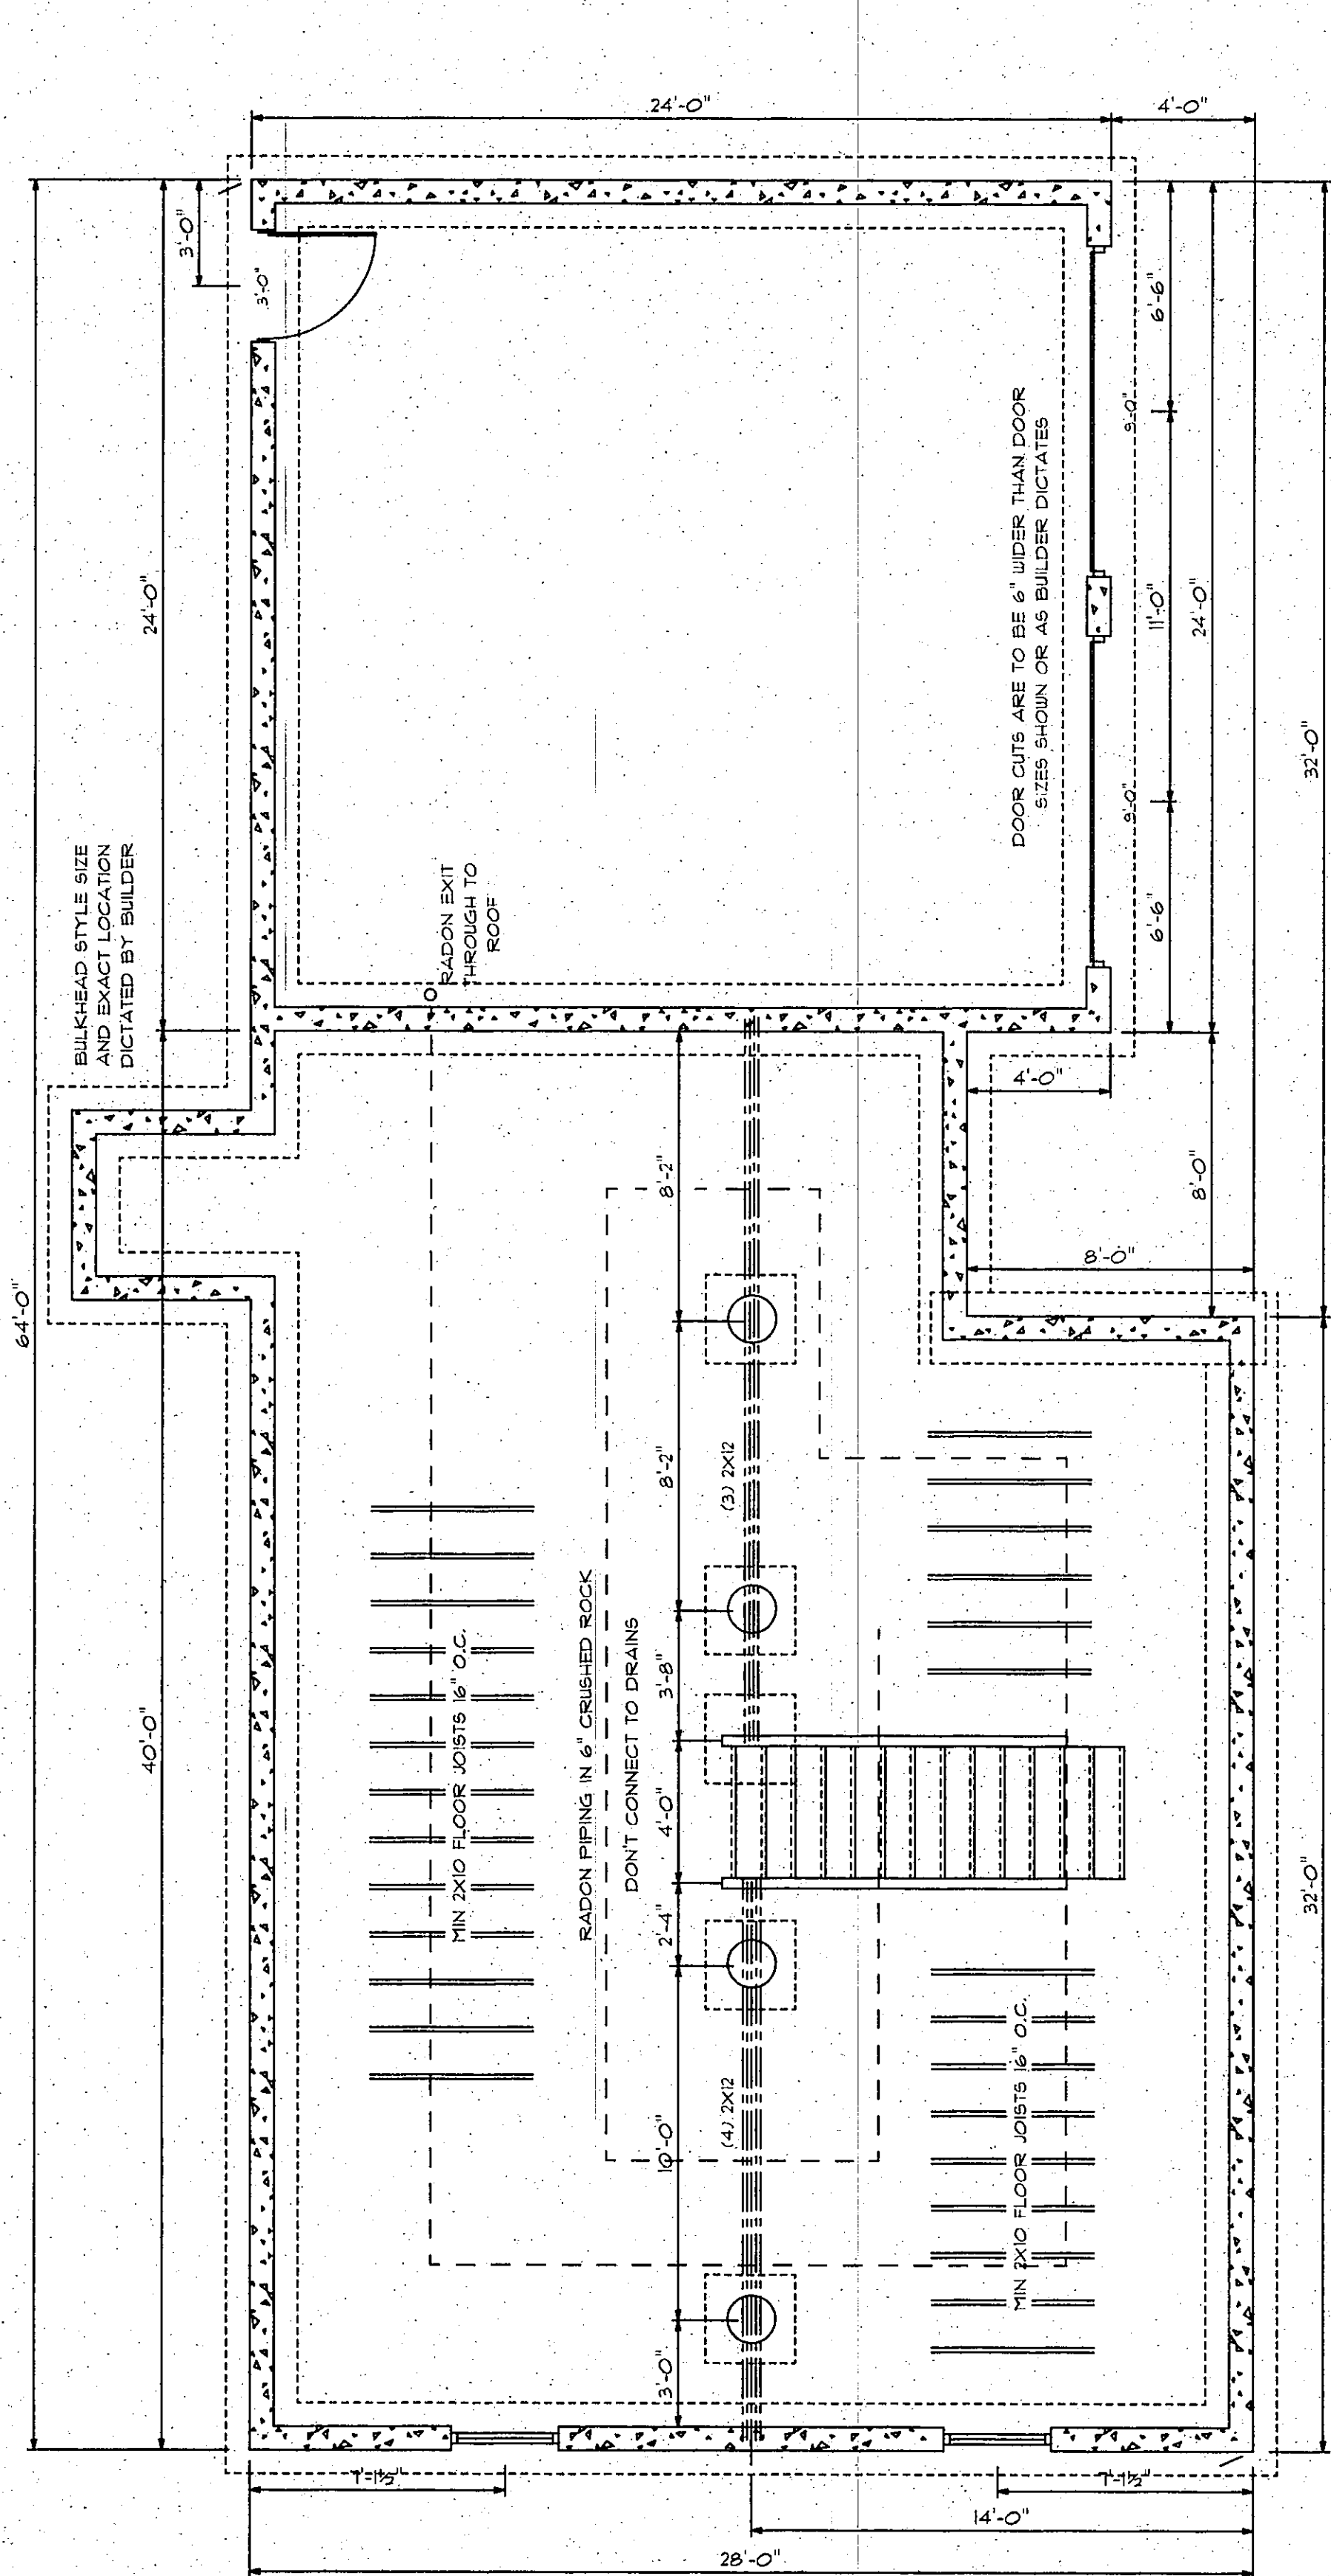 24'-0"
4'-0"
3'-0"
3'-0"
6'-6"
9'-0"
DOOR CUTS ARE TO BE 6" WIDER THAN DOOR
SIZES SHOWN OR AS BUILDER DICTATES
24'-0"
11'-0"
24'-0"
32'-0"
9'-0"
6'-6"
BULKHEAD STYLE SIZE
AND EXACT LOCATION
DICTATED BY BUILDER
RADON EXIT
THROUGH TO
ROOF
4'-0"
8'-2"
8'-0"
8'-0"
64'-0"
8'-2"
(3) 2X12
MIN 2X10 FLOOR JOISTS 16" O.C.
RADON PIPING IN 6" CRUSHED ROCK
DON'T CONNECT TO DRAINS
3'-8"
40'-0"
4'-0"
2'-4"
32'-0"
(4) 2X12
10'-0"
MIN 2X10 FLOOR JOISTS 16" O.C.
3'-0"
7'-1½"
7'-1½"
14'-0"
28'-0"